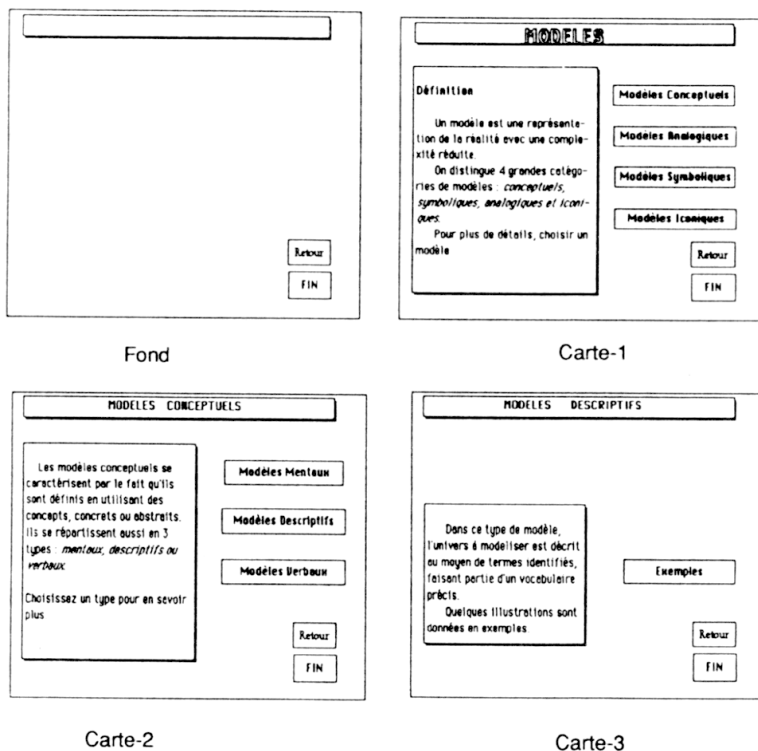 Retour
FIN
Fond
MODELES
Définition
Un modèle est une représenta-
tion de la réalité avec une comple-
xité réduite.
On distingue 4 grandes catégo-
ries de modèles : conceptuels,
symboliques, analogiques et iconi-
ques.
Pour plus de détails, choisir un
modèle
Modèles Conceptuels
Modèles Analogiques
Modèles Symboliques
Modèles Iconiques
Retour
FIN
Carte-1
MODELES CONCEPTUELS
Les modèles conceptuels se
caractérisent par le fait qu'ils
sont définis en utilisant des
concepts, concrets ou abstraits.
Ils se répartissent aussi en 3
types : mentaux, descriptifs ou
verbaux.
Choisissez un type pour en savoir
plus
Modèles Mentaux
Modèles Descriptifs
Modèles Verbaux
Retour
FIN
Carte-2
MODELES DESCRIPTIFS
Dans ce type de modèle,
l'univers à modeliser est décrit
au moyen de termes identifiés,
faisant partie d'un vocabulaire
précis.
Quelques illustrations sont
données en exemples.
Exemples
Retour
FIN
Carte-3